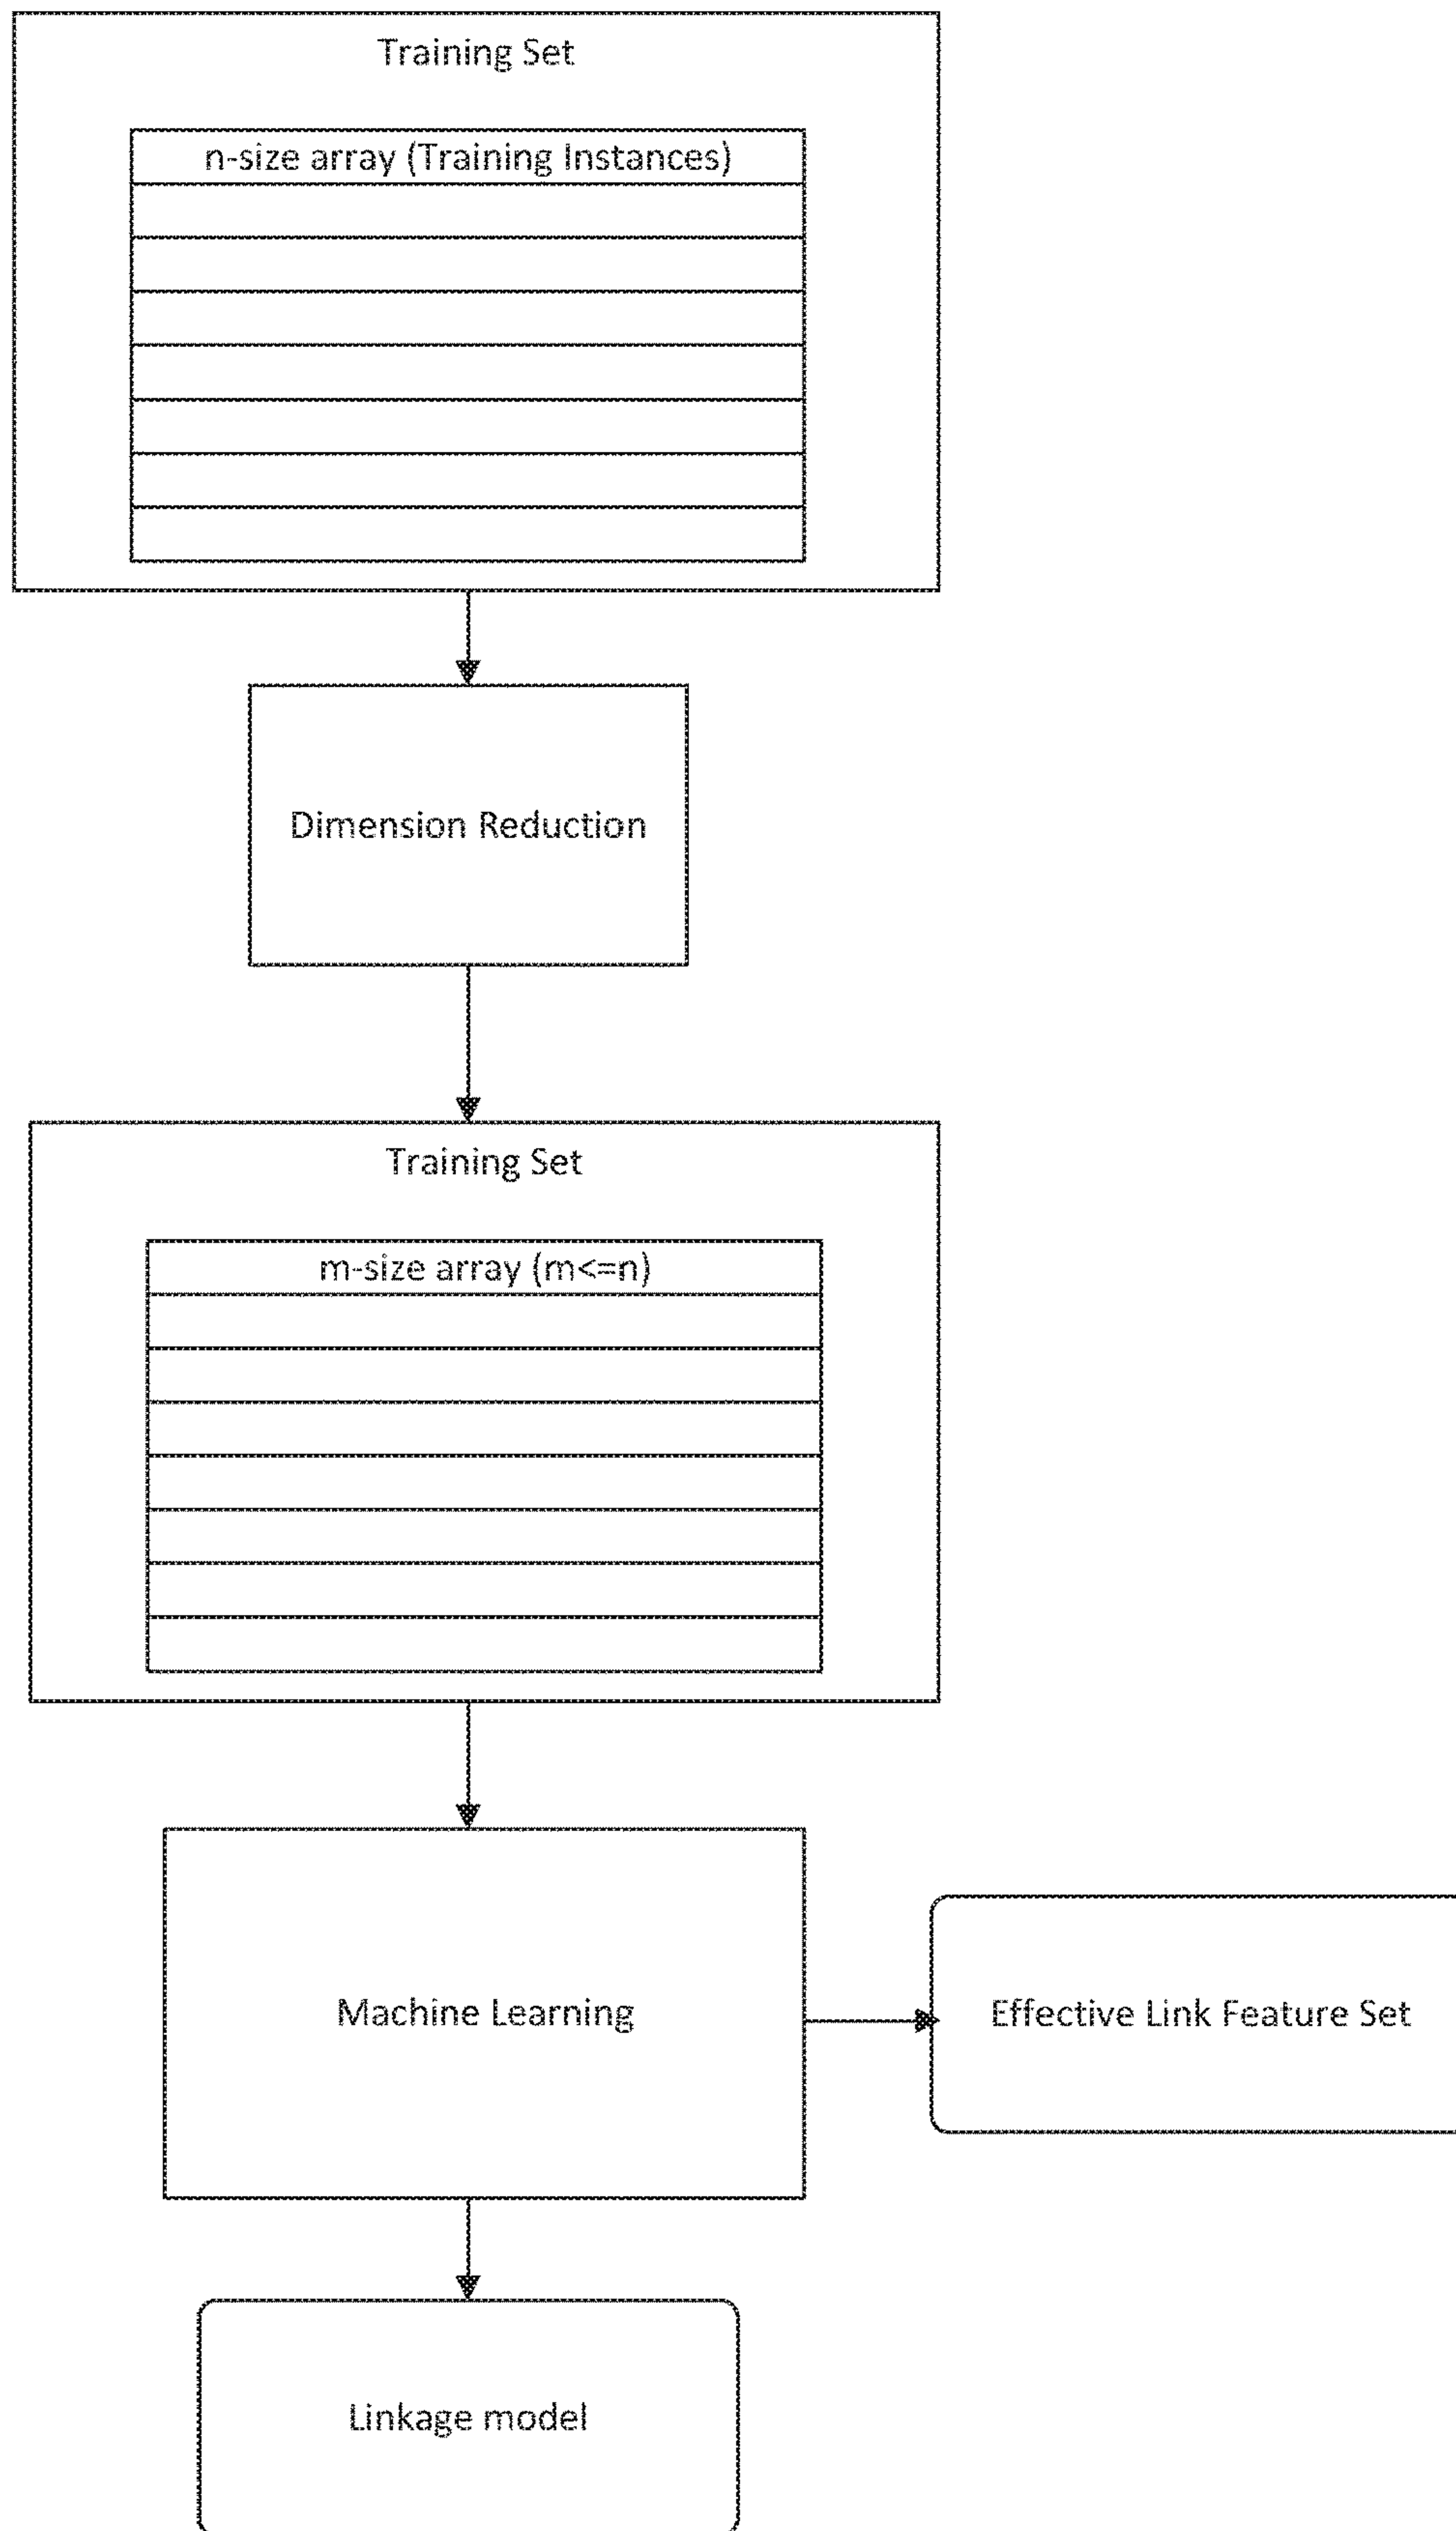 Training Set
n-size array (Training Instances)
Dimension Reduction
Training Set
m-size array (m<=n)
Machine Learning
Effective Link Feature Set
Linkage model